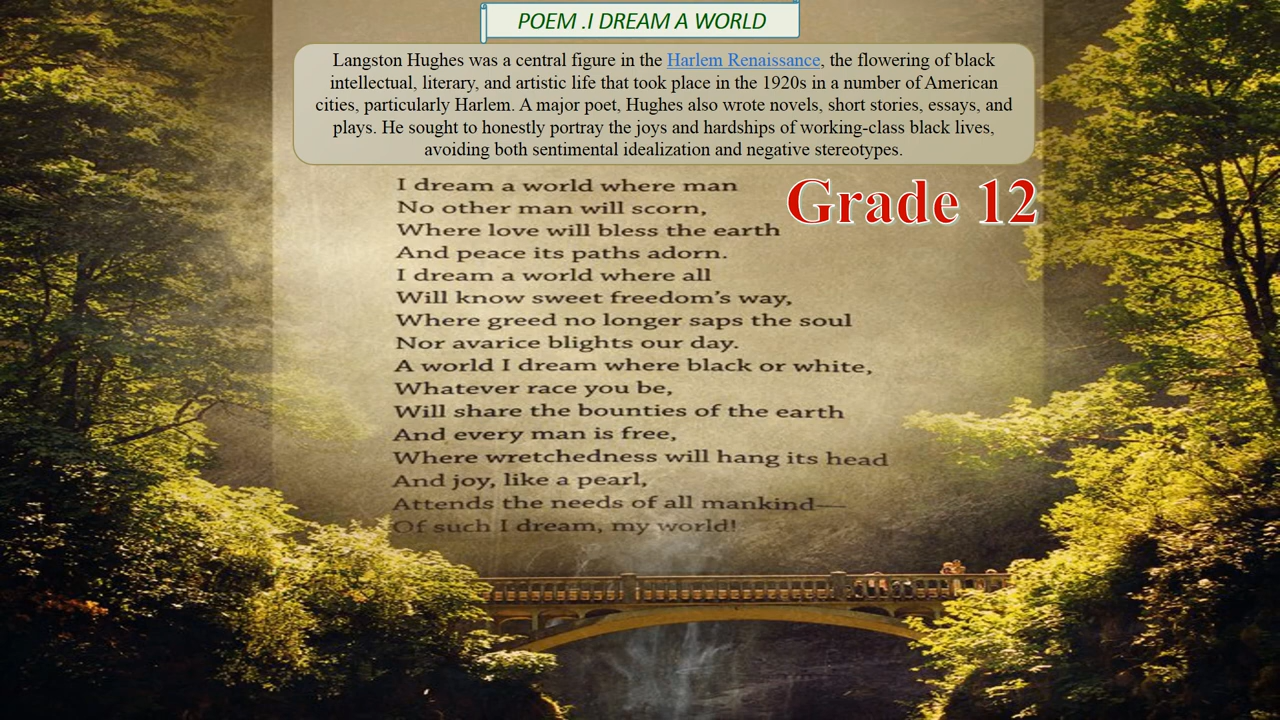 POEM .I DREAM A WORLD
Langston Hughes was a central figure in the Harlem Renaissance, the flowering of black
intellectual, literary, and artistic life that took place in the 1920s in a number of American
cities, particularly Harlem. A major poet, Hughes also wrote novels, short stories, essays, and
plays. He sought to honestly portray the joys and hardships of working-class black lives,
avoiding both sentimental idealization and negative stereotypes.
Grade 12
I dream a world where man
No other man will scorn,
Where love will bless the earth
And peace its paths adorn.
I dream a world where all
Will know sweet freedom's way,
Where greed no longer saps the soul
Nor avarice blights our day.
A world I dream where black or white,
Whatever race you be,
Will share the bounties of the earth
And every man is free,
Where wretchedness will hang its head
And joy, like a pearl,
Attends the needs of all mankind—
Of such I dream, my world!